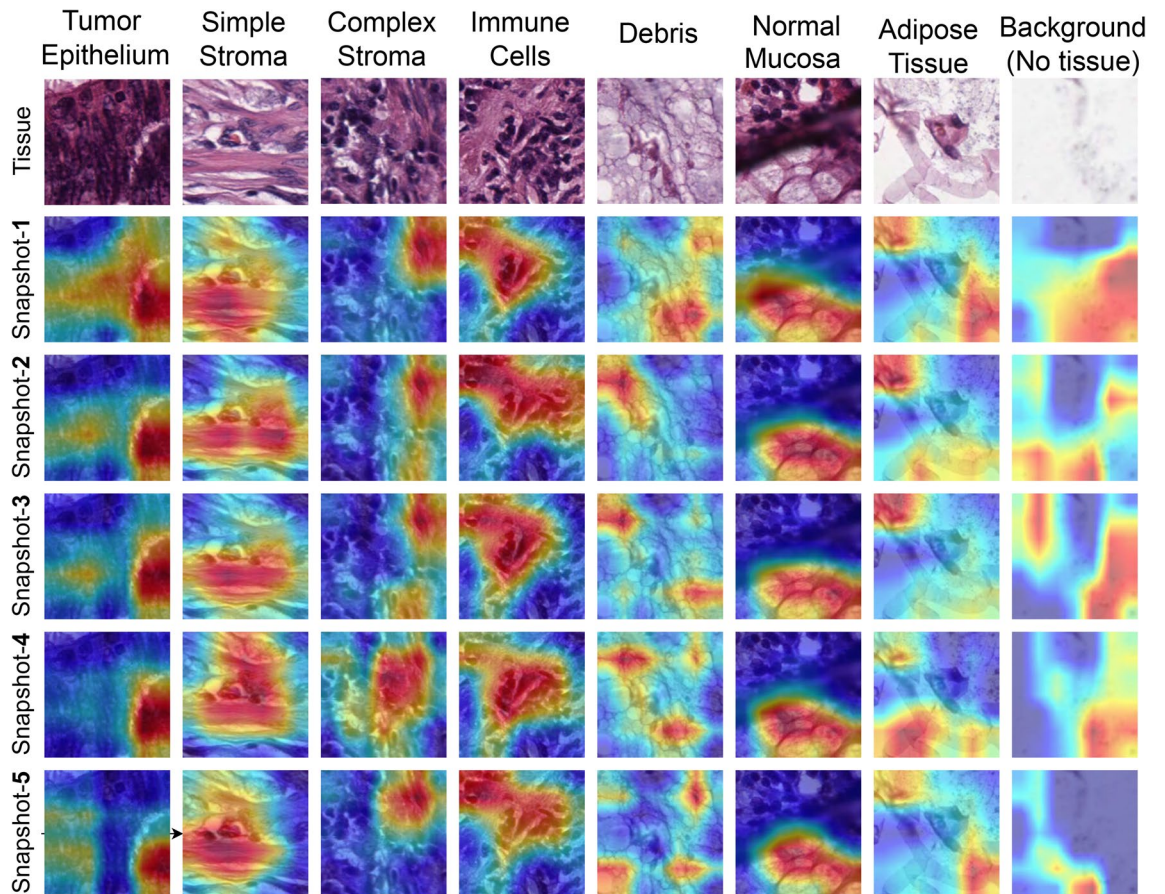 Tumor
Epithelium
Simple
Stroma
Complex
Stroma
Immune
Cells
Debris
Normal
Mucosa
Adipose
Tissue
Background
(No tissue)
Tissue
Snapshot-1
Snapshot-2
Snapshot-3
Snapshot-4
Snapshot-5